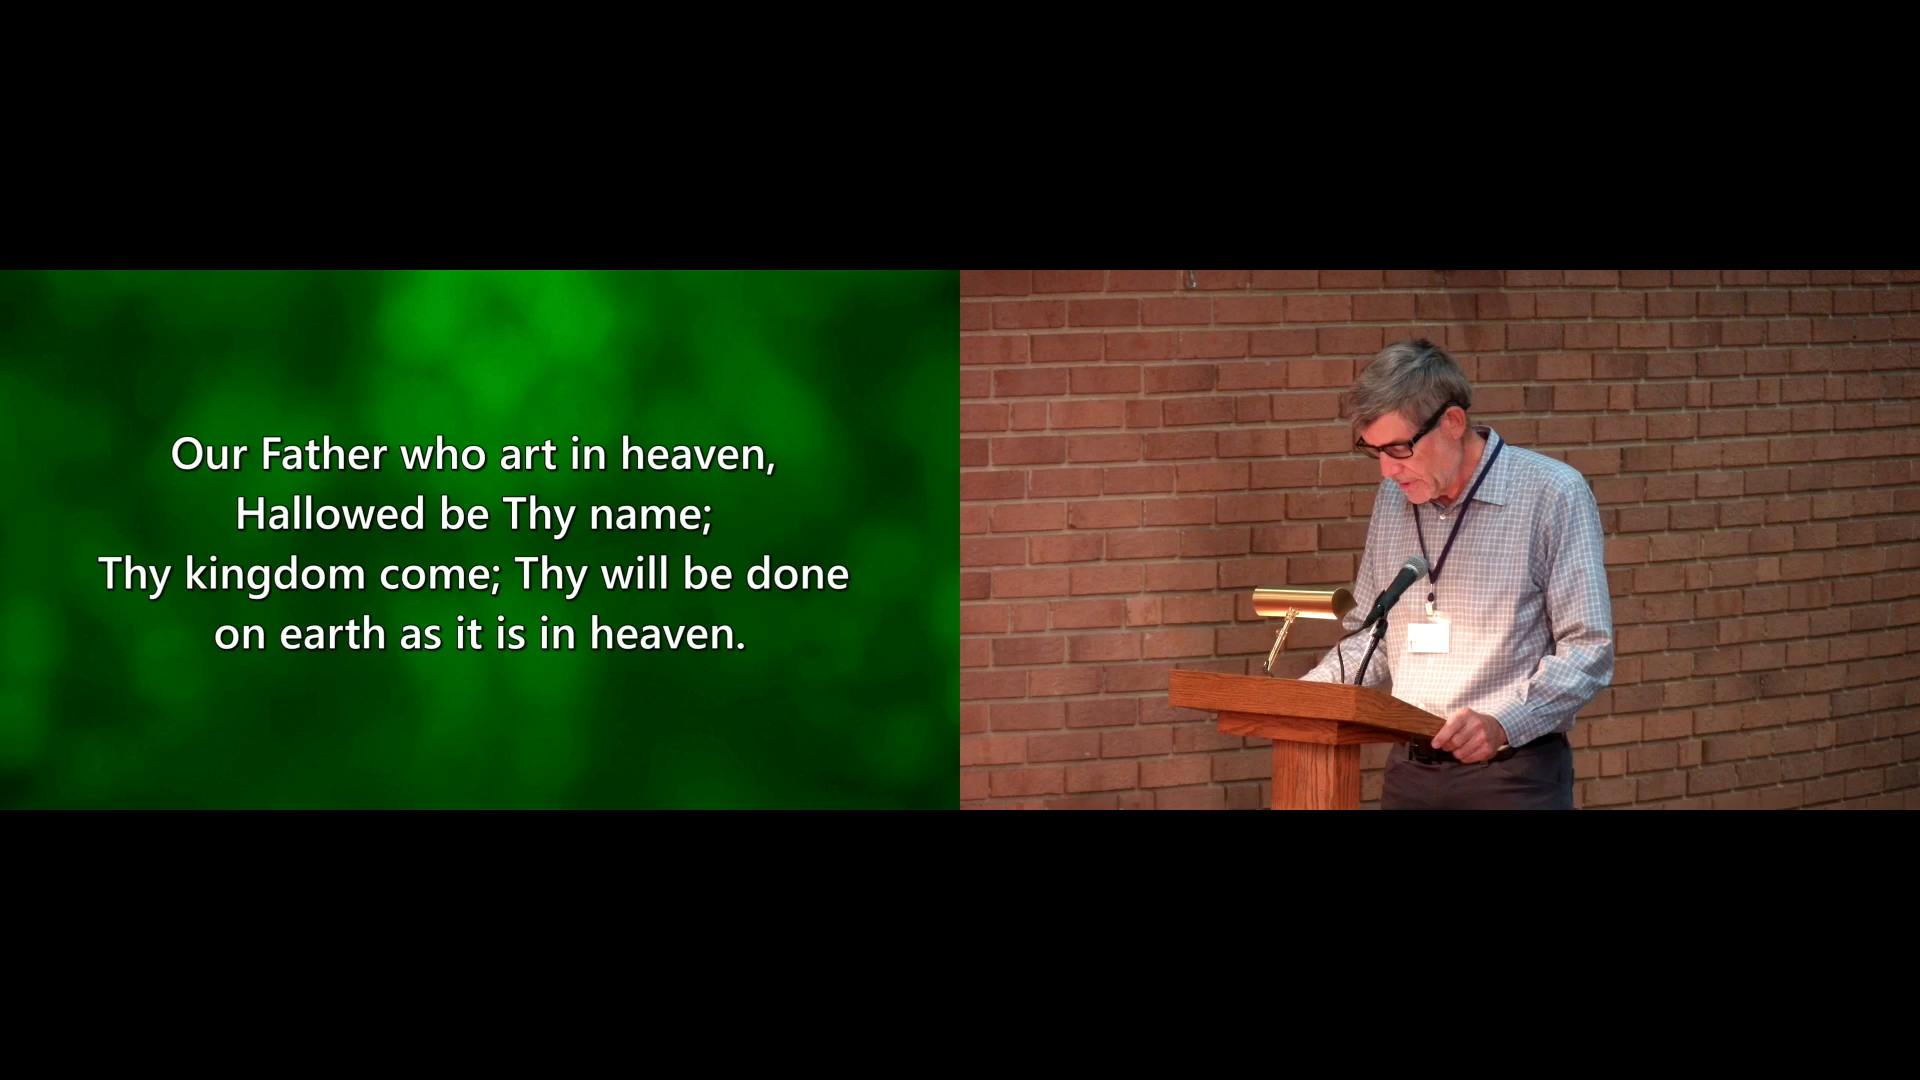 Our Father who art in heaven,
Hallowed be Thy name;
Thy kingdom come; Thy will be done
on earth as it is in heaven.